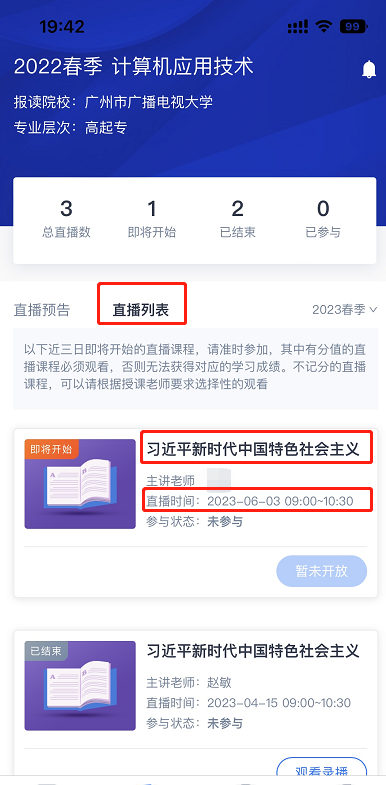 19:42
99
2022春季 计算机应用技术
报读院校：广州市广播电视大学
专业层次：高起专
3
1
2
0
总直播数
即将开始
已结束
已参与
直播预告
直播列表
2023春季
以下近三日即将开始的直播课程，请准时参加，其中有分值的直
播课程必须观看，否则无法获得对应的学习成绩。不记分的直播
课程，可以请根据授课老师要求选择性的观看
即将开始
A
B
习近平新时代中国特色社会主义
主讲老师
直播时间：2023-06-03 09:00~10:30
参与状态：未参与
暂未开放
已结束
A
B
习近平新时代中国特色社会主义
主讲老师：赵敏
直播时间：2023-04-15 09:00~10:30
参与状态：未参与
观看录播